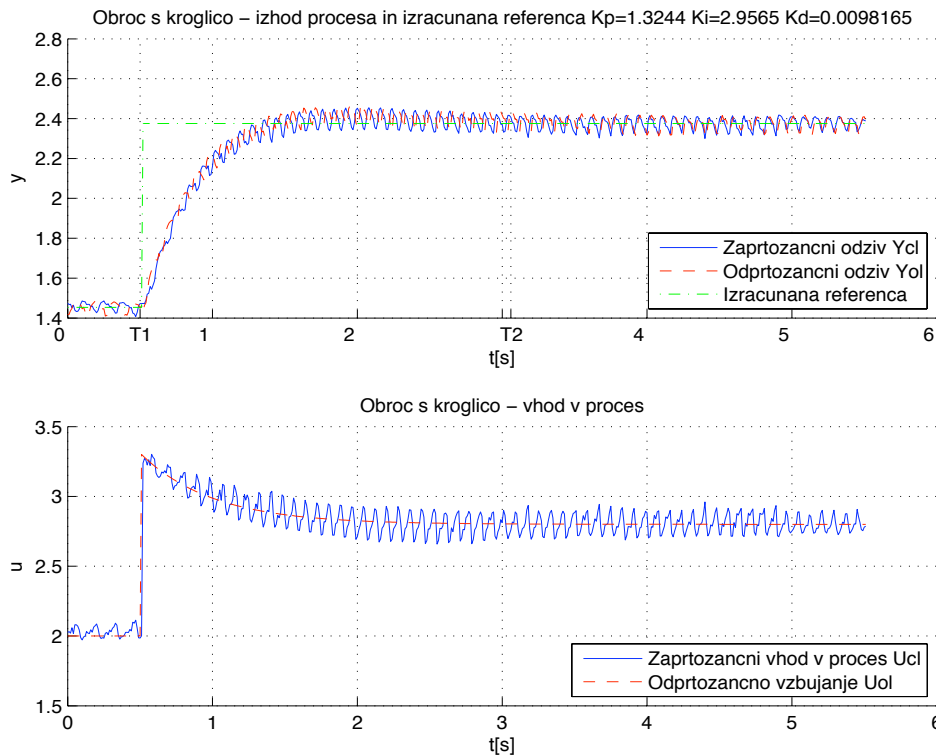 Obroc s kroglico − izhod procesa in izracunana referenca Kp=1.3244 Ki=2.9565 Kd=0.0098165
2.8
2.6
2.4
2.2
2
1.8
1.6
1.4
y
Zaprtozancni odziv Ycl
Odprtozancni odziv Yol
Izracunana referenca
0 T1 1 2 T2 4 5 6
t[s]
Obroc s kroglico − vhod v proces
3.5
3
2.5
2
1.5
u
Zaprtozancni vhod v proces Ucl
Odprtozancno vzbujanje Uol
0 1 2 3 4 5 6
t[s]